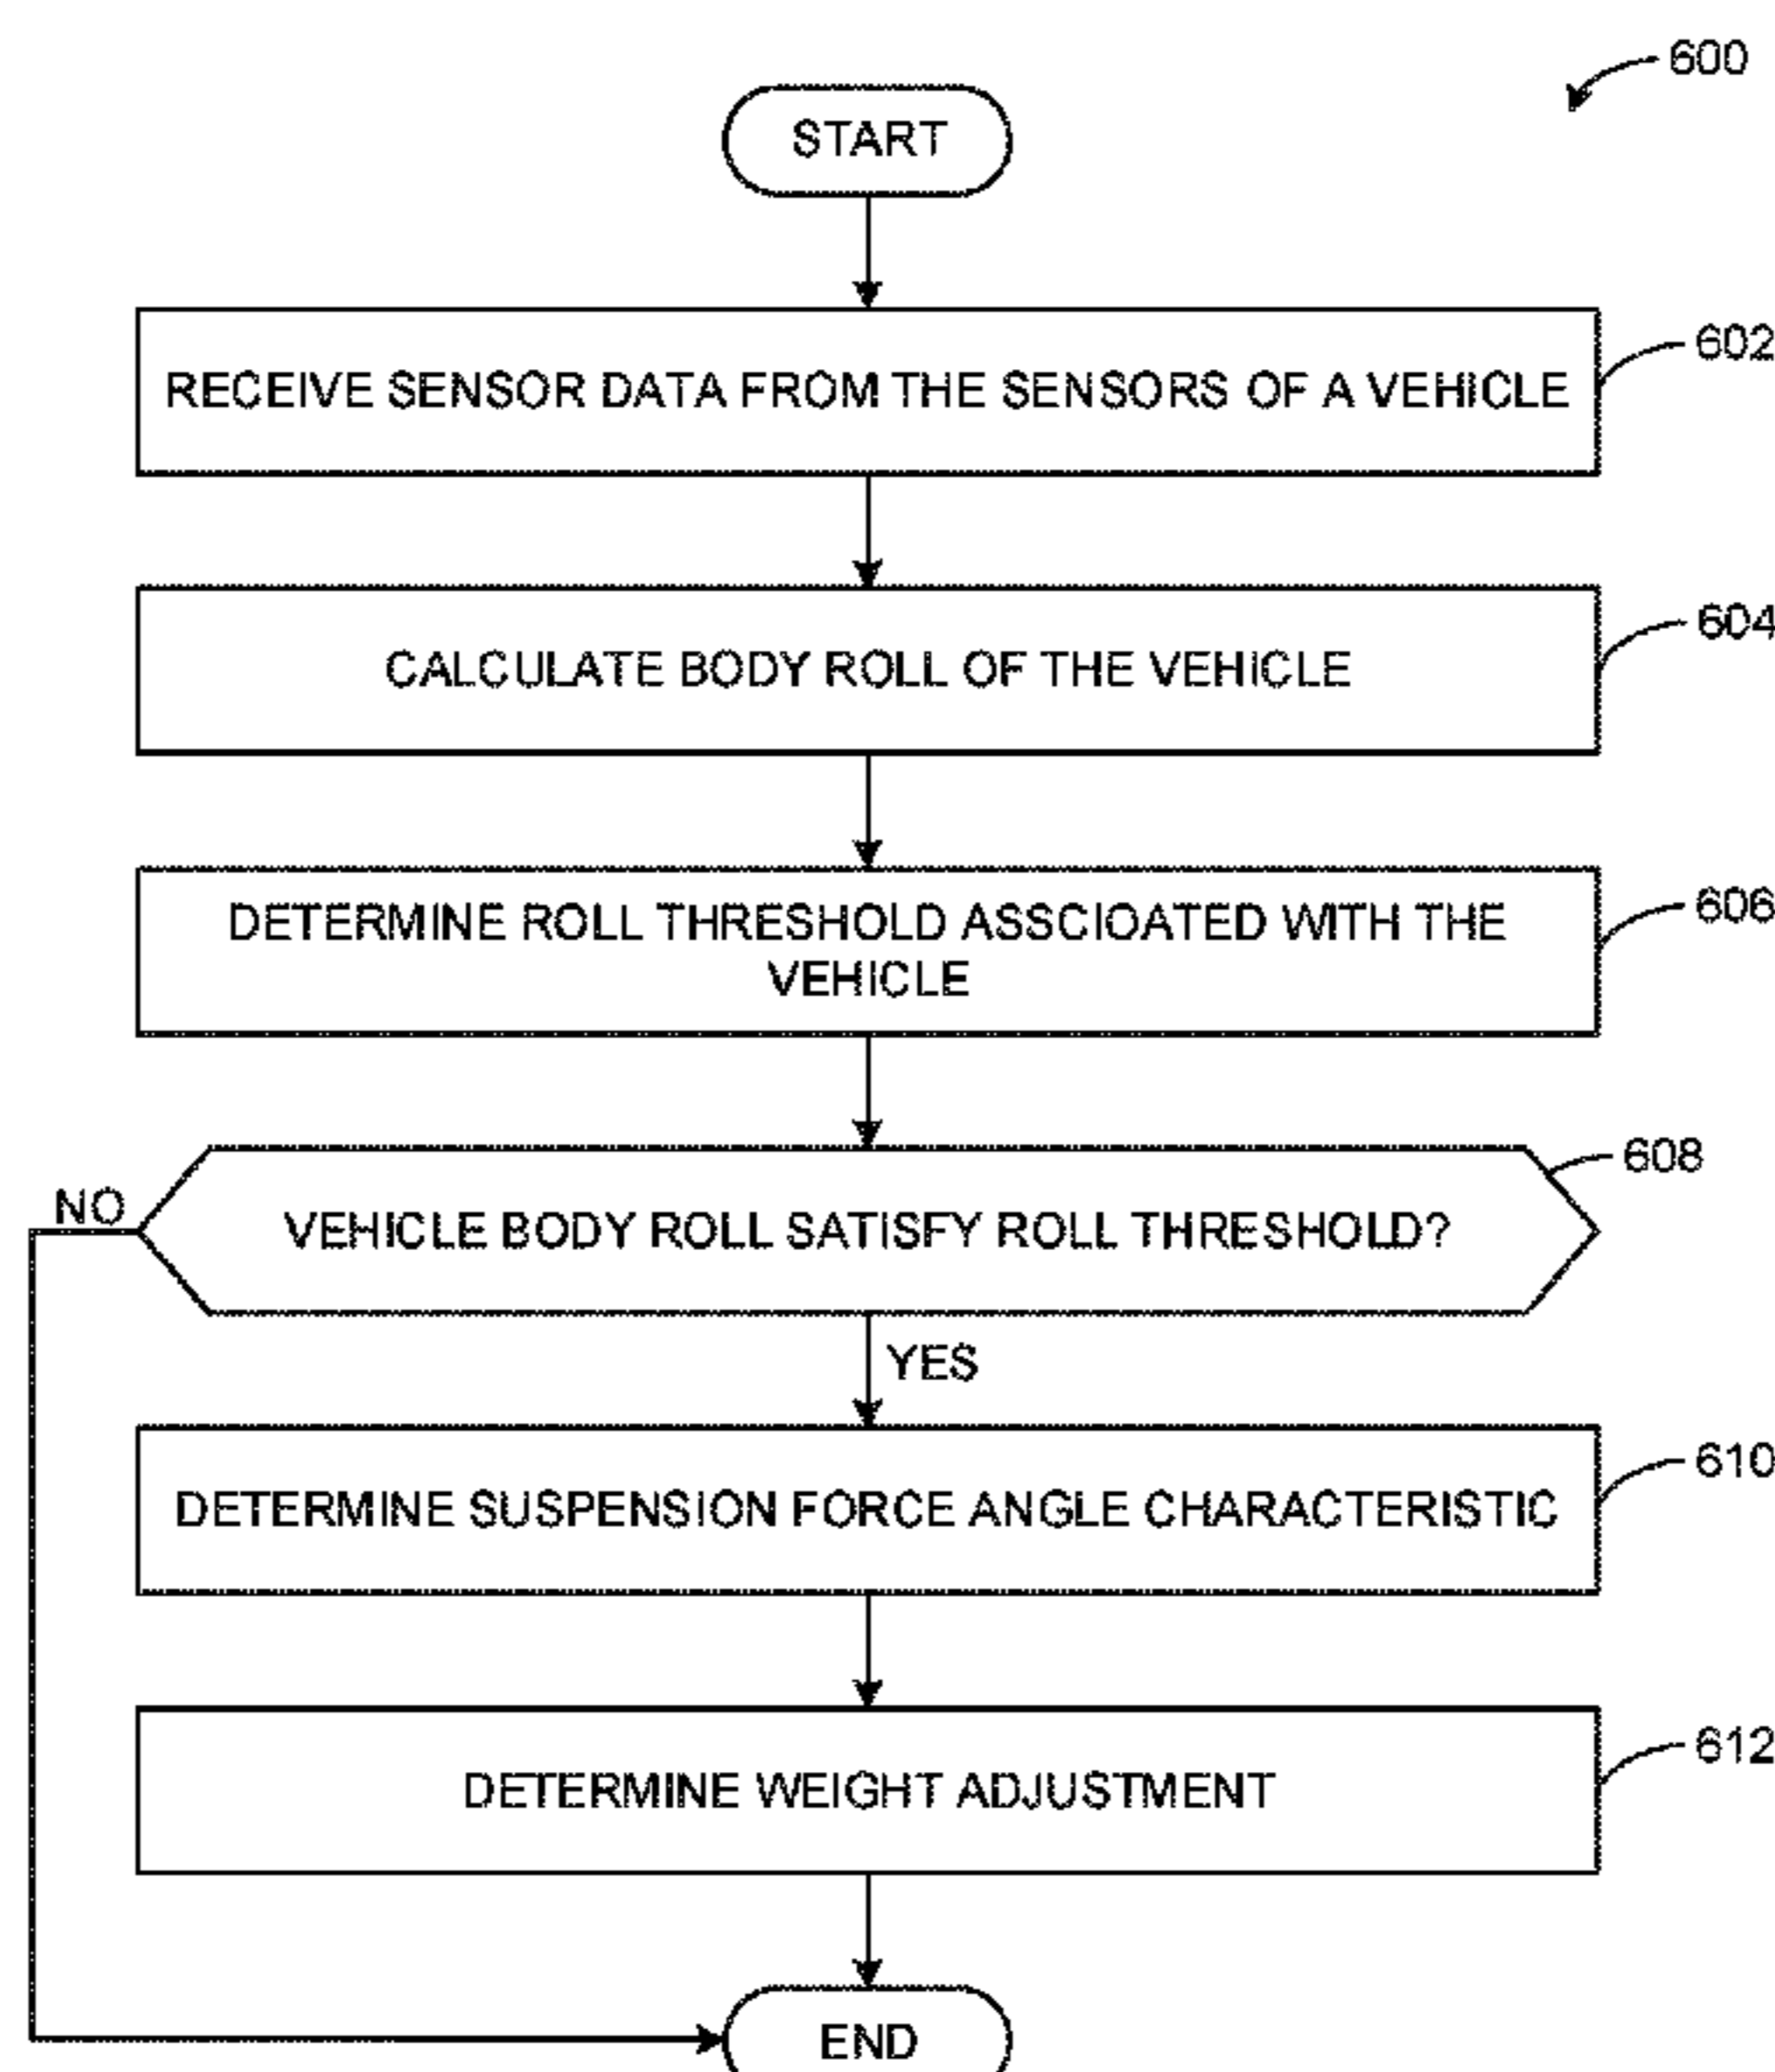 600
START
RECEIVE SENSOR DATA FROM THE SENSORS OF A VEHICLE
602
CALCULATE BODY ROLL OF THE VEHICLE
604
DETERMINE ROLL THRESHOLD ASSCIOATED WITH THE
VEHICLE
606
NO
VEHICLE BODY ROLL SATISFY ROLL THRESHOLD?
608
YES
DETERMINE SUSPENSION FORCE ANGLE CHARACTERISTIC
610
DETERMINE WEIGHT ADJUSTMENT
612
END